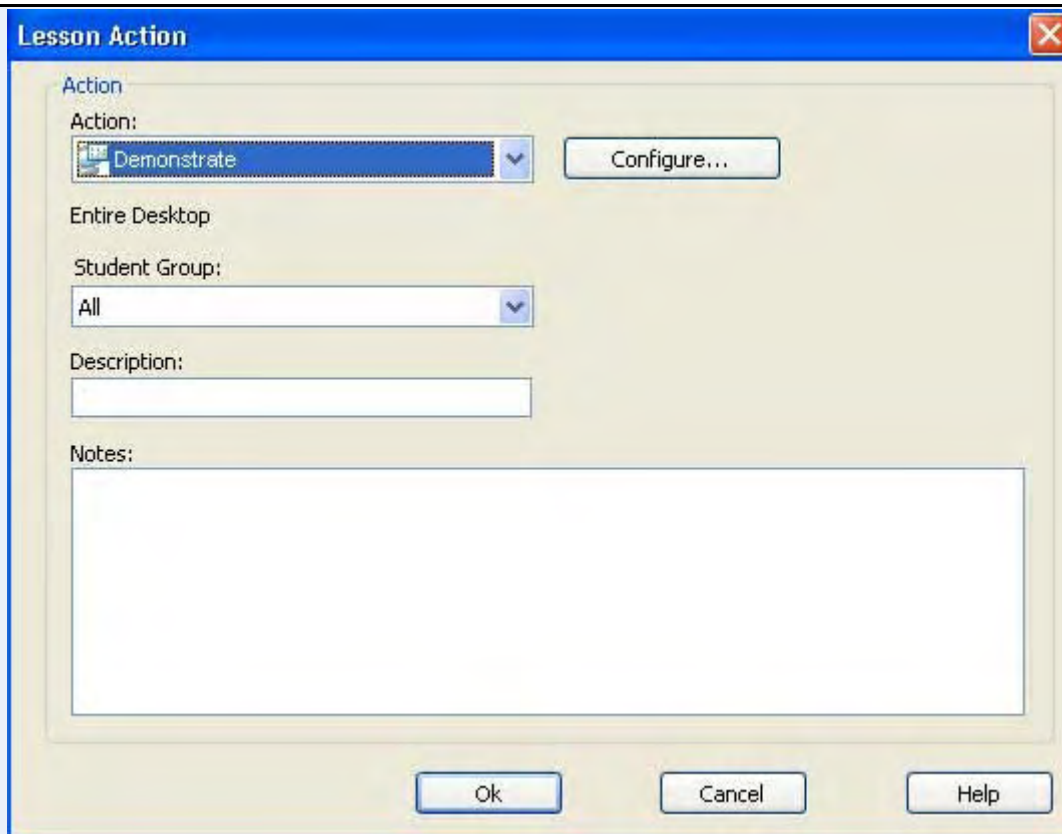 Lesson Action
Action
Action:
Demonstrate
Configure...
Entire Desktop
Student Group:
All
Description:
Notes:
Ok Cancel Help